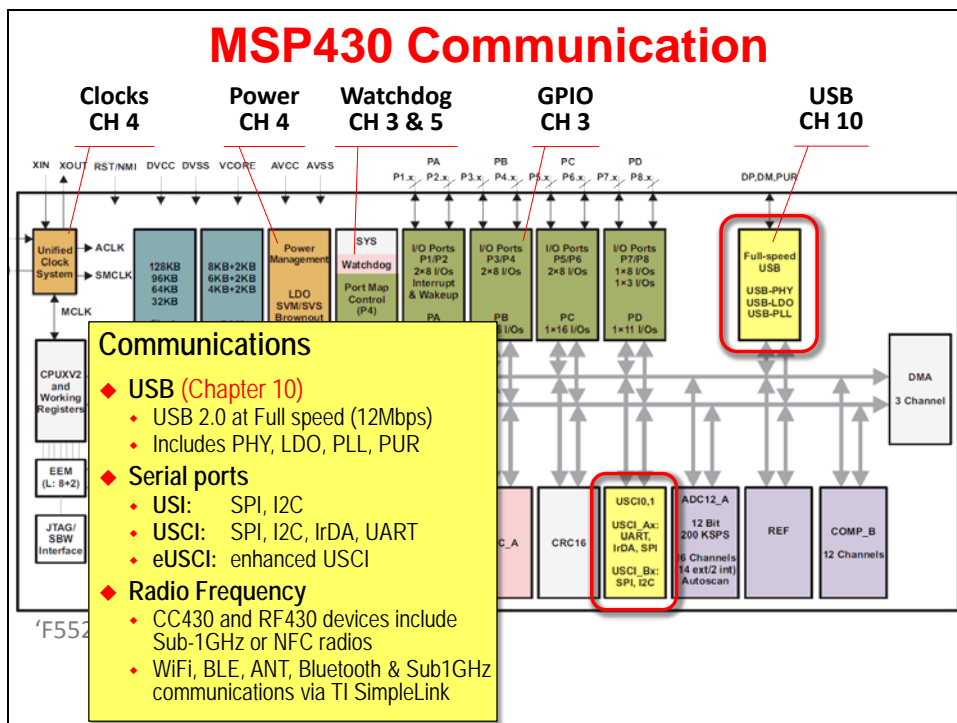 MSP430 Communication
Clocks
CH 4
Power
CH 4
Watchdog
CH 3 & 5
GPIO
CH 3
USB
CH 10
XIN
XOUT
RST/NMI
DVCC
DVSS
VCORE
AVCC
AVSS
PA
P1.x
P2.x
PB
P3.x
P4.x
PC
P5.x
P6.x
PD
P7.x
P8.x
DP,DM,PUR
Unified
Clock
System
ACLK
SMCLK
MCLK
128KB
96KB
64KB
32KB
8KB+2KB
6KB+2KB
4KB+2KB
Power
Management
LDO
SVM/SVS
Brownout
SYS
Watchdog
Port Map
Control
(P4)
I/O Ports
P1/P2
2×8 I/Os
Interrupt
& Wakeup
PA
I/O Ports
P3/P4
2×8 I/Os
PB
I/Os
I/O Ports
P5/P6
2×8 I/Os
PC
1×16 I/Os
I/O Ports
P7/P8
1×8 I/Os
1×3 I/Os
PD
1×11 I/Os
Full-speed
USB
USB-PHY
USB-LDO
USB-PLL
CPUXV2
and
Working
Registers
EEM
(L: 8+2)
JTAG/
SBW
Interface
DMA
3 Channel
Communications
USB (Chapter 10)
USB 2.0 at Full speed (12Mbps)
Includes PHY, LDO, PLL, PUR
Serial ports
USI: SPI, I2C
USCI: SPI, I2C, IrDA, UART
eUSCI: enhanced USCI
Radio Frequency
CC430 and RF430 devices include
Sub-1GHz or NFC radios
WiFi, BLE, ANT, Bluetooth & Sub1GHz
communications via TI SimpleLink
C_A
CRC16
USCI0,1
USCI_Ax:
UART,
IrDA, SPI
USCI_Bx:
SPI, I2C
ADC12_A
12 Bit
200 KSPS
6 Channels
14 ext/2 int)
Autoscan
REF
COMP_B
12 Channels
'F552